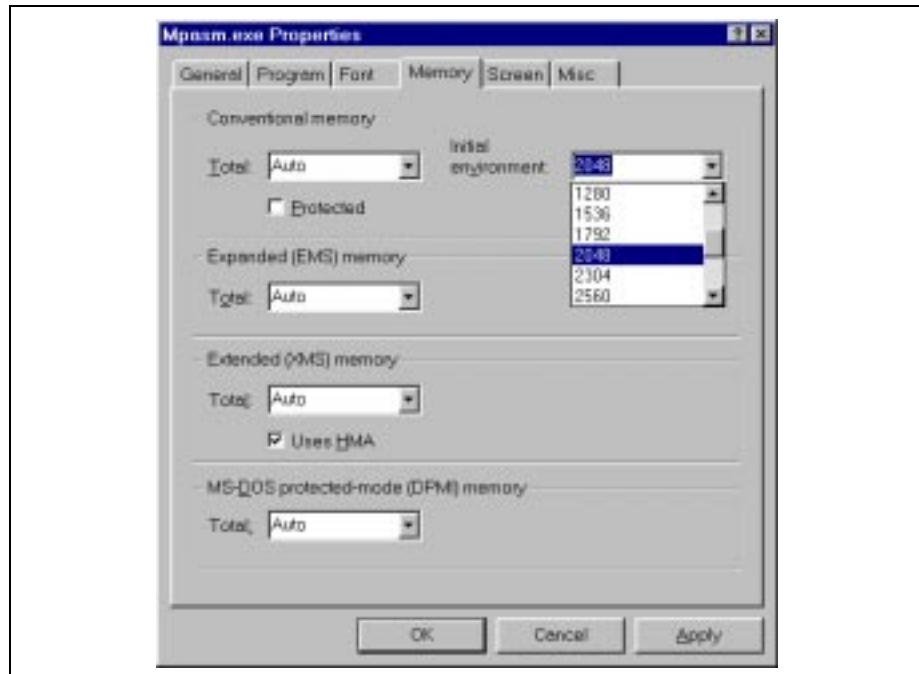 Mpasm.exe Properties
General Program Font Memory Screen Misc
Conventional memory
Total: Auto
Initial environment: 2048
Protected
1280
1536
1792
2048
2304
2560
Expanded (EMS) memory
Total: Auto
Extended (XMS) memory
Total: Auto
Uses HMA
MS-DOS protected-mode (DPMI) memory
Total: Auto
OK Cancel Apply